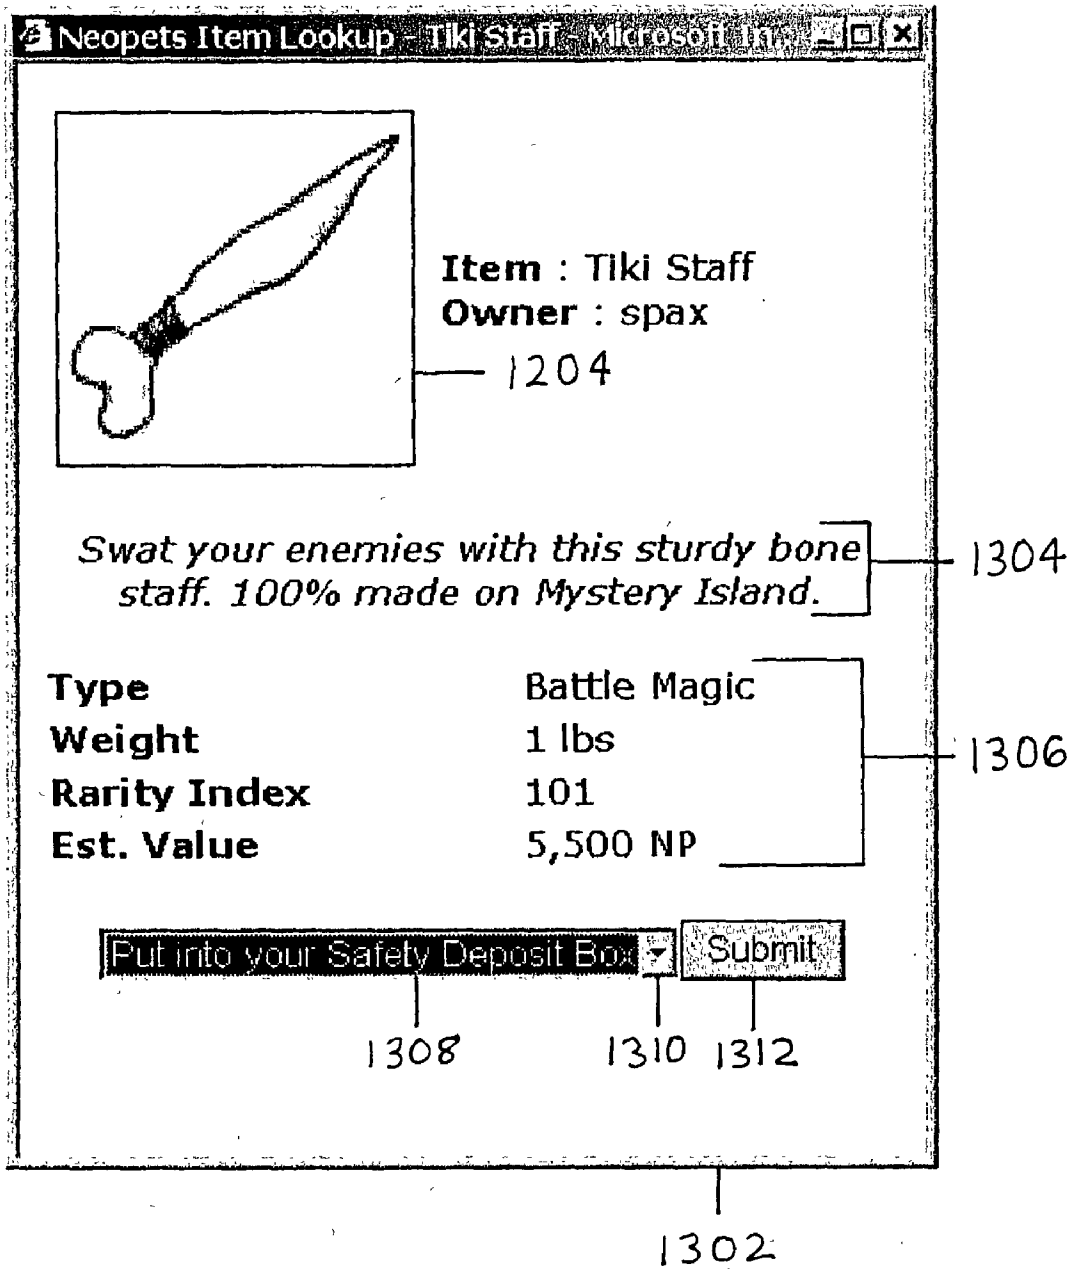 Neopets Item Lookup - Tiki Staff - Microsoft In...
Item : Tiki Staff
Owner : spax
1204
Swat your enemies with this sturdy bone
staff. 100% made on Mystery Island.
1304
Type Battle Magic
Weight 1 lbs
Rarity Index 101
Est. Value 5,500 NP
1306
Put into your Safety Deposit Box Submit
1308 1310 1312
1302